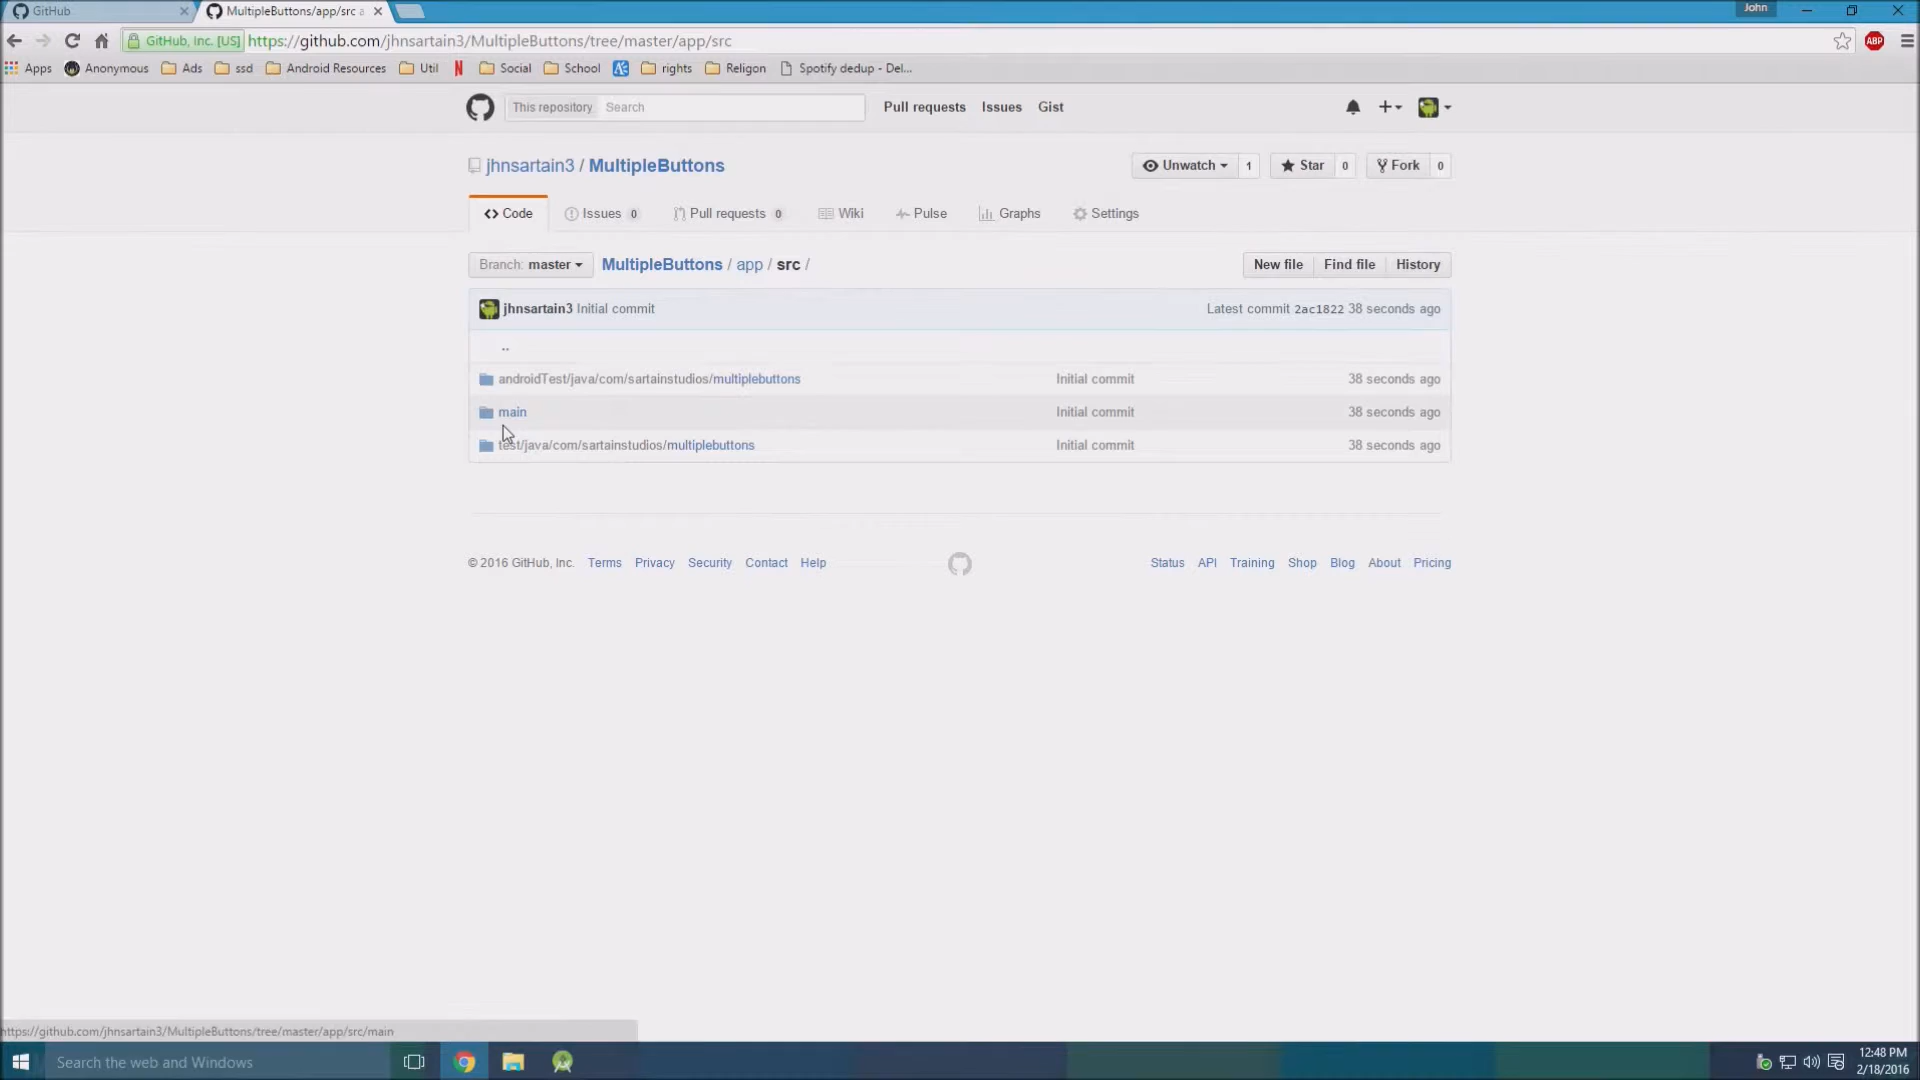 GitHub
MultipleButtons/app/src
John
GitHub, Inc. [US] https://github.com/jhnsartain3/MultipleButtons/tree/master/app/src
ABP
Apps Anonymous Ads ssd Android Resources Util Social School rights Religon Spotify dedup - Del...
This repository Search Pull requests Issues Gist
jhnsartain3 / MultipleButtons
Unwatch 1 Star 0 Fork 0
Code Issues 0 Pull requests 0 Wiki Pulse Graphs Settings
Branch: master MultipleButtons / app / src / New file Find file History
jhnsartain3 Initial commit Latest commit 2ac1822 38 seconds ago
..
androidTest/java/com/sartainstudios/multiplebuttons Initial commit 38 seconds ago
main Initial commit 38 seconds ago
test/java/com/sartainstudios/multiplebuttons Initial commit 38 seconds ago
© 2016 GitHub, Inc. Terms Privacy Security Contact Help Status API Training Shop Blog About Pricing
https://github.com/jhnsartain3/MultipleButtons/tree/master/app/src/main
Search the web and Windows
12:48 PM
2/18/2016